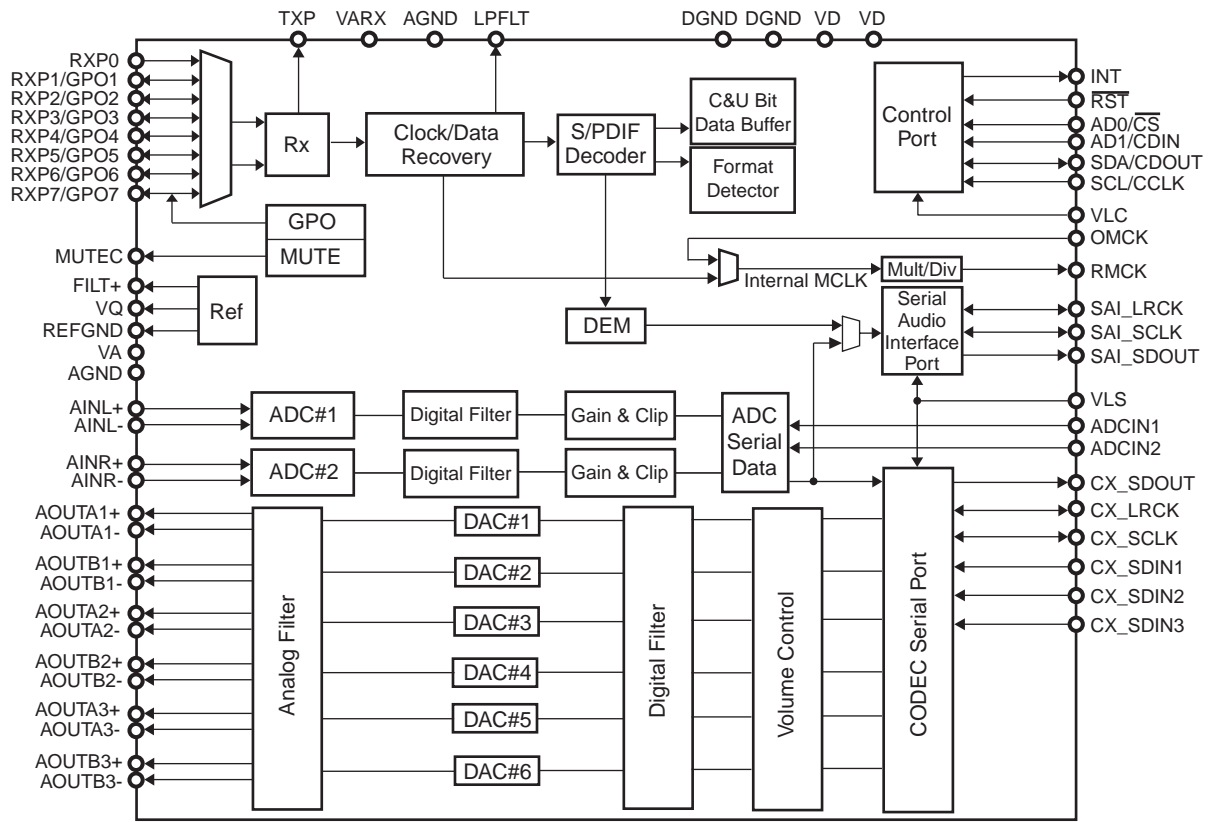 TXP VARX AGND LPFLT DGND DGND VD VD
RXP0
RXP1/GPO1
RXP2/GPO2
RXP3/GPO3
RXP4/GPO4
RXP5/GPO5
RXP6/GPO6
RXP7/GPO7
Rx
Clock/Data
Recovery
S/PDIF
Decoder
C&U Bit
Data Buffer
Format
Detector
Control
Port
INT
RST
AD0/CS
AD1/CDIN
SDA/CDOUT
SCL/CCLK
VLC
OMCK
RMCK
GPO
MUTE
MUTEC
FILT+
VQ
REFGND
Ref
VA
AGND
Internal MCLK
Mult/Div
DEM
Serial
Audio
Interface
Port
SAI_LRCK
SAI_SCLK
SAI_SDOUT
VLS
ADCIN1
ADCIN2
AINL+
AINL-
ADC#1
Digital Filter
Gain & Clip
ADC
Serial
Data
AINR+
AINR-
ADC#2
Digital Filter
Gain & Clip
CX_SDOUT
CX_LRCK
CX_SCLK
CX_SDIN1
CX_SDIN2
CX_SDIN3
AOUTA1+
AOUTA1-
AOUTB1+
AOUTB1-
AOUTA2+
AOUTA2-
AOUTB2+
AOUTB2-
AOUTA3+
AOUTA3-
AOUTB3+
AOUTB3-
Analog Filter
DAC#1
DAC#2
DAC#3
DAC#4
DAC#5
DAC#6
Digital Filter
Volume Control
CODEC Serial Port